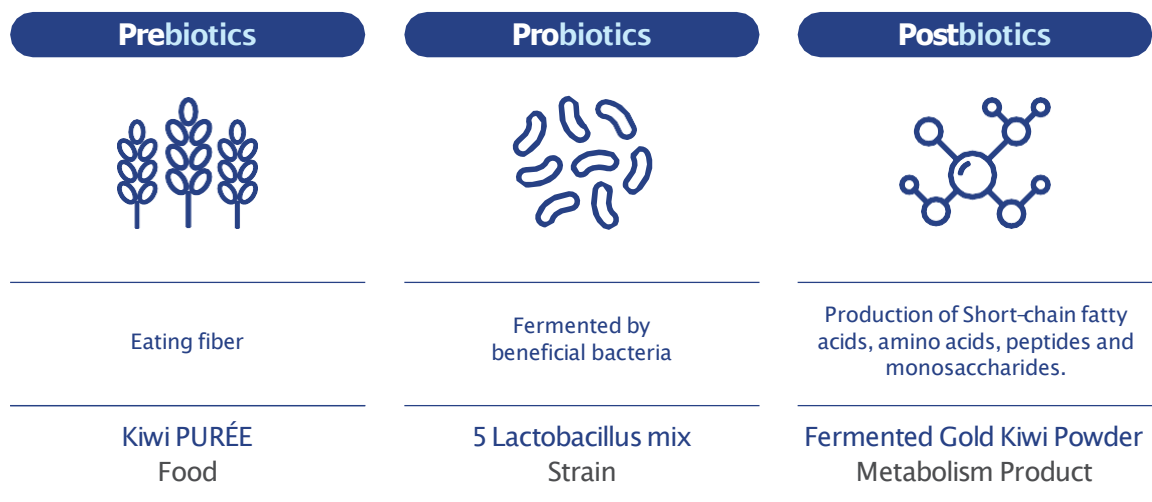 Prebiotics
Probiotics
Postbiotics
Eating fiber
Fermented by
beneficial bacteria
Production of Short-chain fatty
acids, amino acids, peptides and
monosaccharides.
Kiwi PURÉE
Food
5 Lactobacillus mix
Strain
Fermented Gold Kiwi Powder
Metabolism Product